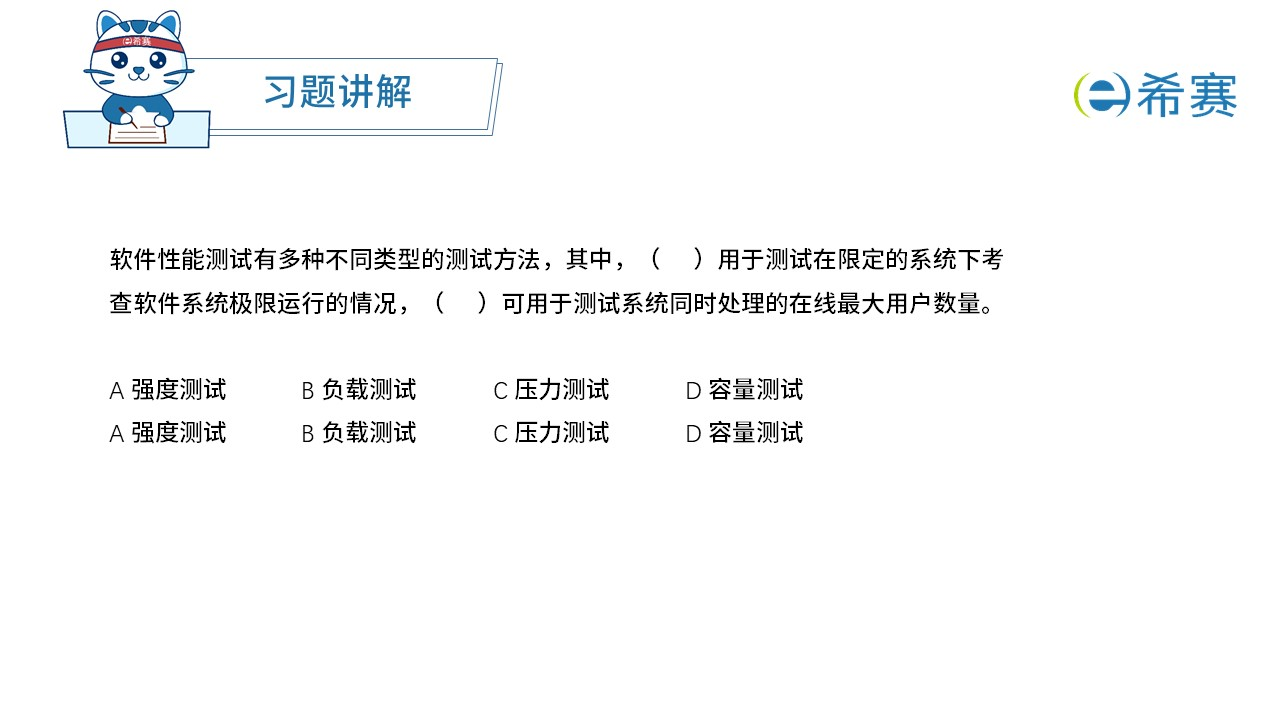 希赛
习题讲解
希赛
软件性能测试有多种不同类型的测试方法，其中，（ ）用于测试在限定的系统下考
查软件系统极限运行的情况，（ ）可用于测试系统同时处理的在线最大用户数量。
A 强度测试 B 负载测试 C 压力测试 D 容量测试
A 强度测试 B 负载测试 C 压力测试 D 容量测试